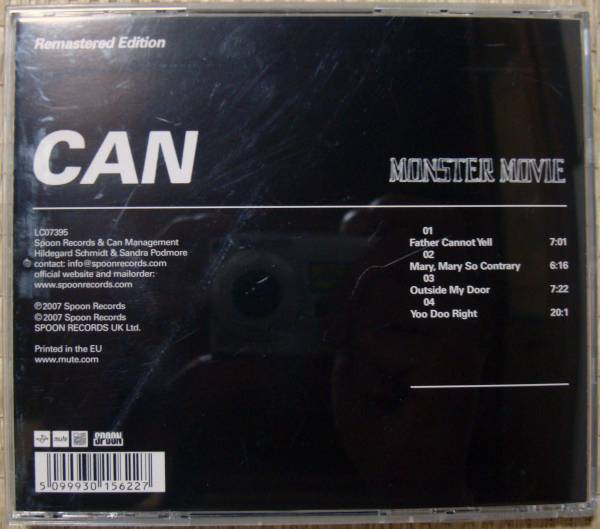 Remastered Edition
CAN
MONSTER MOVIE
LC07395
Spoon Records & Can Management
Hildegard Schmidt & Sandra Podmore
contact: info@spoonrecords.com
official website and mailorder:
www.spoonrecords.com
℗2007 Spoon Records
©2007 Spoon Records
SPOON RECORDS UK Ltd.
Printed in the EU
www.mute.com
01
Father Cannot Yell 7:01
02
Mary, Mary So Contrary 6:16
03
Outside My Door 7:22
04
Yoo Doo Right 20:1
mute SPOON
5 099930 156227